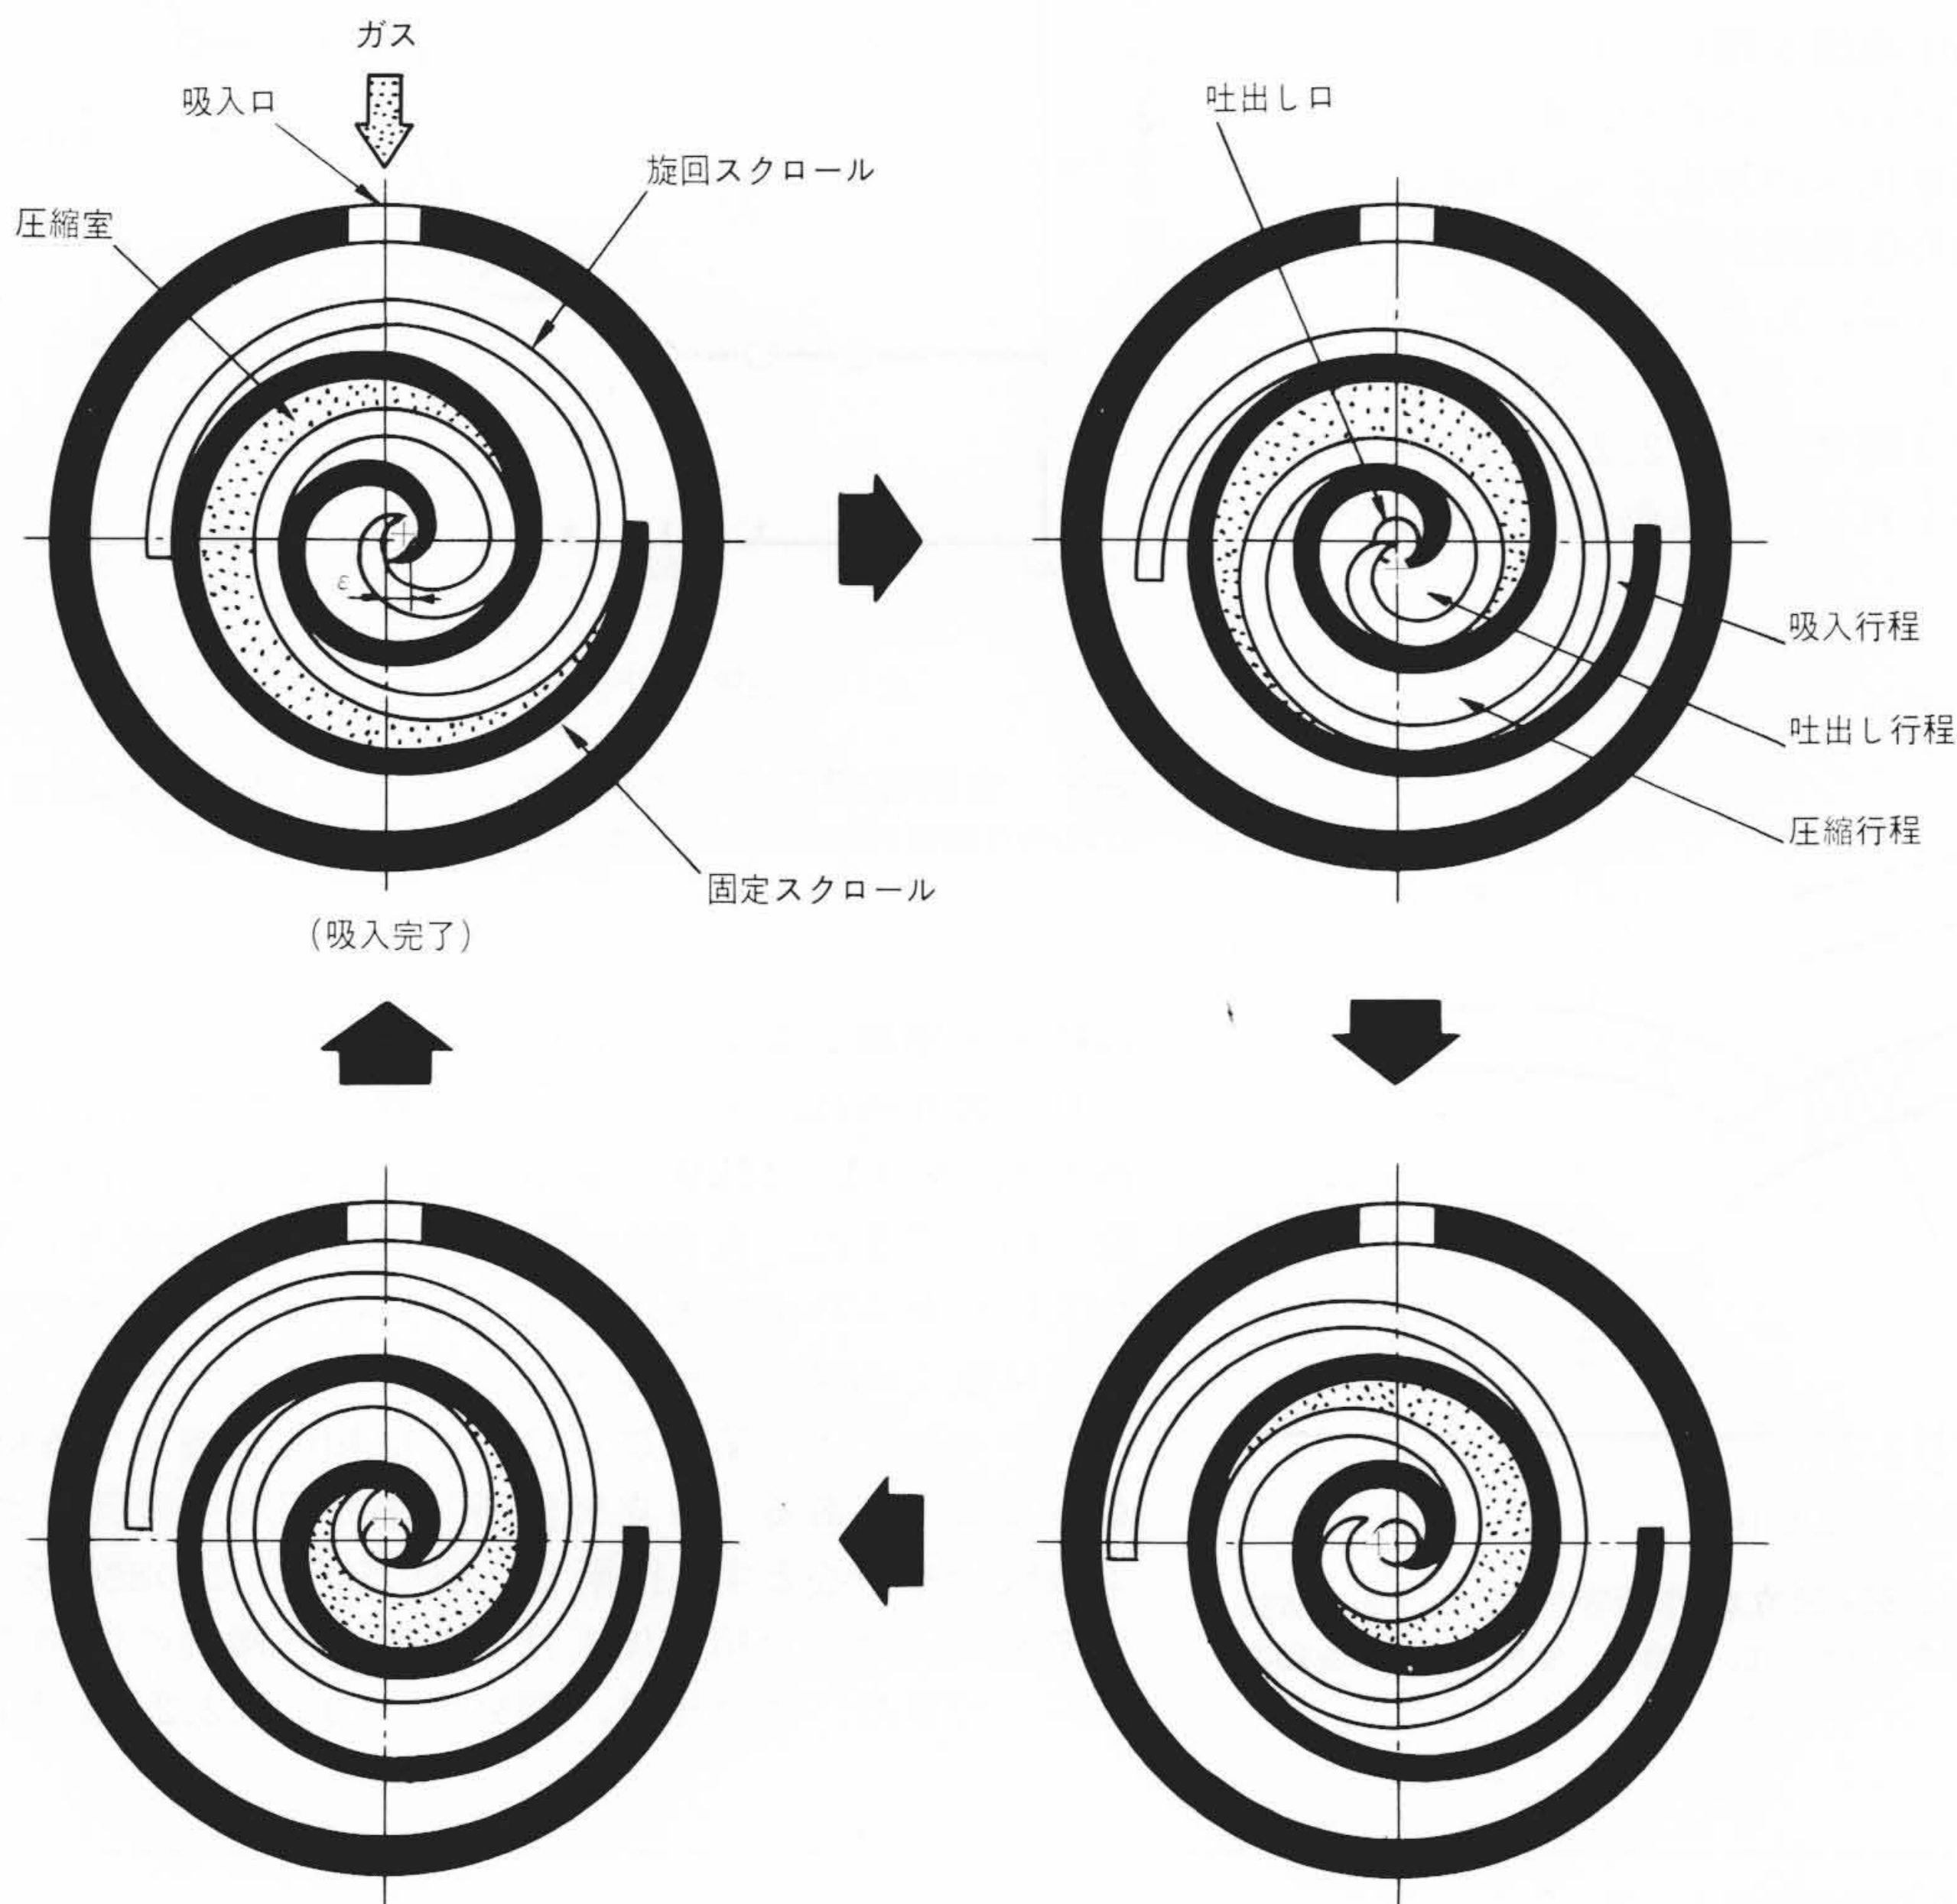 ガス
吸入口
旋回スクロール
圧縮室
ε
固定スクロール
(吸入完了)
吐出し口
吸入行程
吐出し行程
圧縮行程